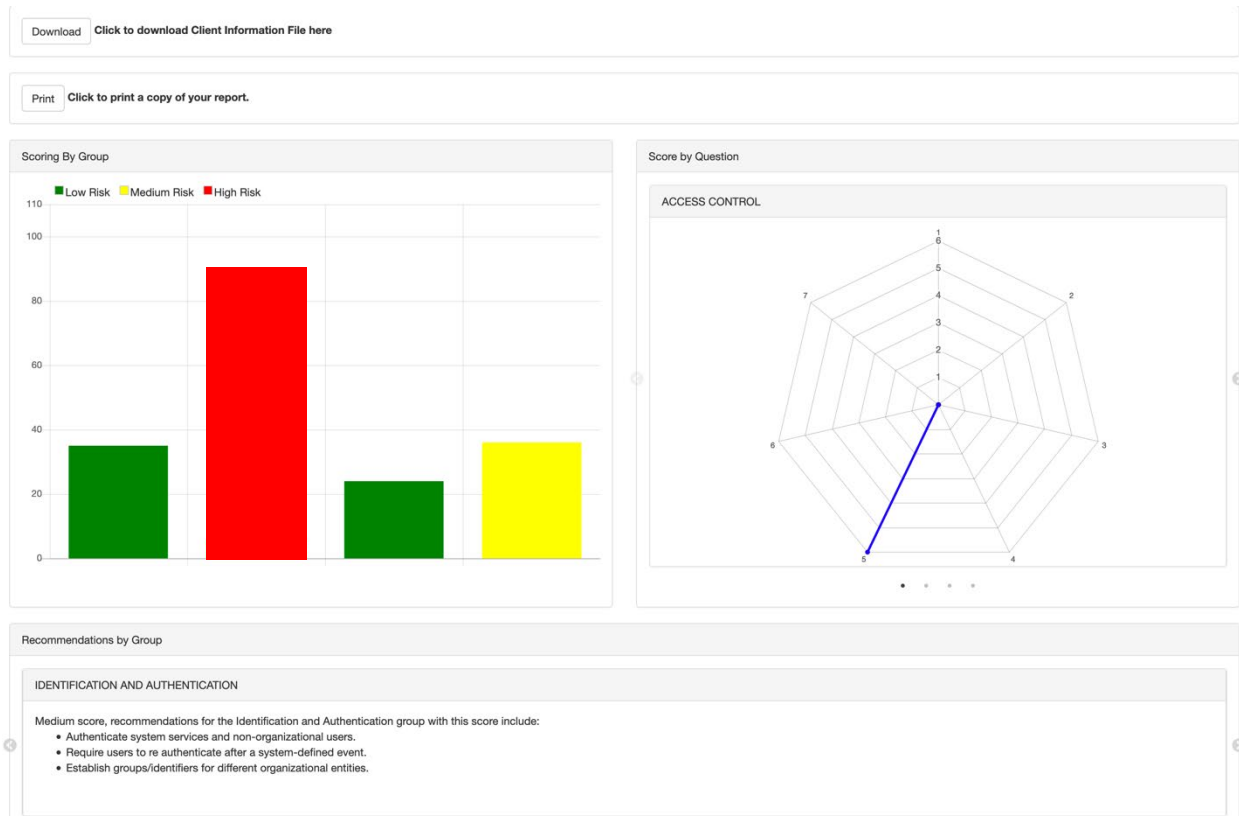 Download Click to download Client Information File here
Print Click to print a copy of your report.
Scoring By Group
Low Risk Medium Risk High Risk
110
100
80
60
40
20
0
Score by Question
ACCESS CONTROL
1
6
5
4
3
2
1
2
3
4
5
6
7
Recommendations by Group
IDENTIFICATION AND AUTHENTICATION
Medium score, recommendations for the Identification and Authentication group with this score include:
• Authenticate system services and non-organizational users.
• Require users to re authenticate after a system-defined event.
• Establish groups/identifiers for different organizational entities.